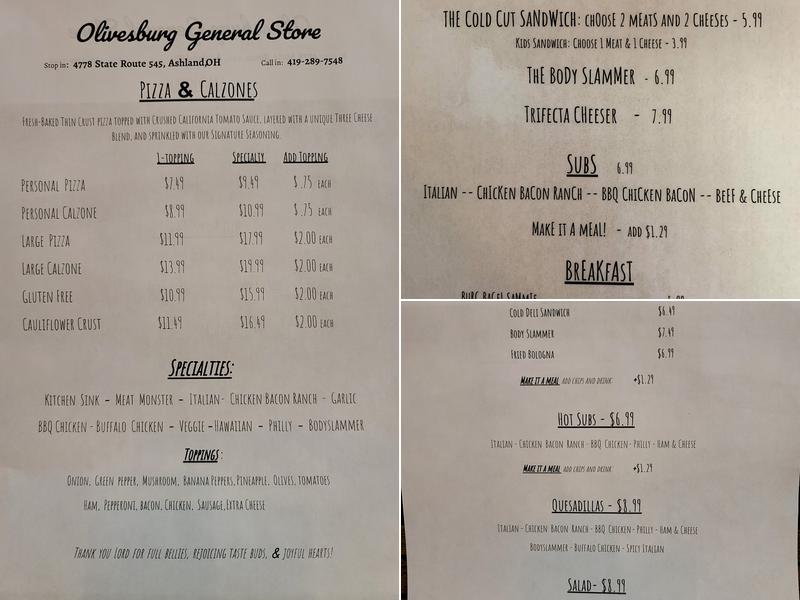 Olivesburg General Store
Stop in: 4778 State Route 545, Ashland,OH Call in: 419-289-7548
Pizza & Calzones
Fresh-Baked Thin Crust pizza topped with Crushed California Tomato Sauce, layered with a unique Three Cheese
Blend, and sprinkled with our Signature Seasoning.
1-topping Specialty Add Topping
Personal Pizza $7.49 $9.49 $ .75 each
Personal Calzone $8.99 $10.99 $ .75 each
Large Pizza $11.99 $17.99 $2.00 each
Large Calzone $13.99 $19.99 $2.00 each
Gluten Free $10.99 $15.99 $2.00 each
Cauliflower Crust $11.49 $16.49 $2.00 each
Specialties:
Kitchen Sink - Meat Monster - Italian- Chicken Bacon Ranch - Garlic
BBQ Chicken - Buffalo Chicken - Veggie -Hawaiian - Philly - Bodyslammer
Toppings:
Onion, Green pepper, Mushroom, Banana Peppers,Pineapple, Olives, tomatoes
Ham, Pepperoni, bacon, Chicken, Sausage,Extra Cheese
Thank you Lord for full bellies, rejoicing taste buds, & joyful hearts!
The Cold Cut Sandwich: choose 2 meats and 2 cheeses - 5.99
Kids Sandwich: Choose 1 Meat & 1 Cheese - 3.99
The Body Slammer - 6.99
Trifecta Cheeser - 7.99
Subs 6.99
Italian -- Chicken Bacon Ranch -- BBQ Chicken Bacon -- Beef & Cheese
Make it a meal! - add $1.29
Breakfast
Cold Deli Sandwich $6.49
Body Slammer $7.49
Fried Bologna $6.99
Make it a meal add chips and drink +$1.29
Hot Subs - $6.99
Italian - Chicken Bacon Ranch - BBQ Chicken - Philly - Ham & Cheese
Make it a meal add chips and drink +$1.29
Quesadillas - $8.99
Italian - Chicken Bacon Ranch - BBQ Chicken - Philly - Ham & Cheese
Bodyslammer - Buffalo Chicken - Spicy Italian
Salad- $8.99